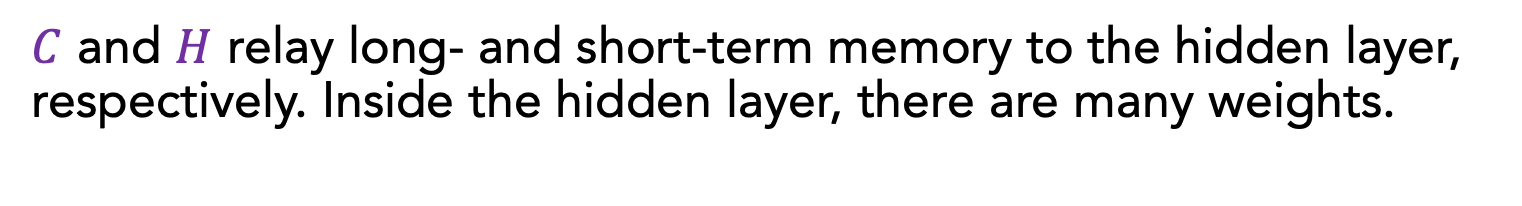 C and H relay long- and short-term memory to the hidden layer,
respectively. Inside the hidden layer, there are many weights.